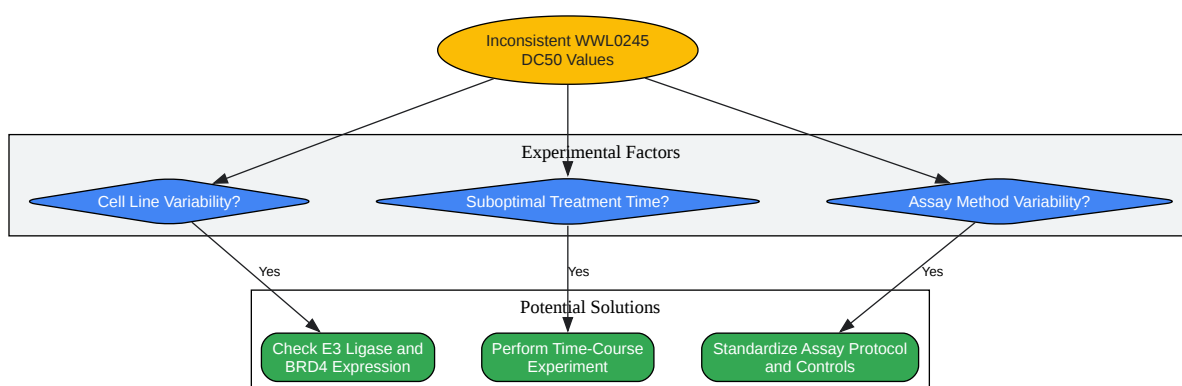 Inconsistent WWL0245
DC50 Values
Experimental Factors
Cell Line Variability?
Suboptimal Treatment Time?
Assay Method Variability?
Yes
Yes
Yes
Potential Solutions
Check E3 Ligase and
BRD4 Expression
Perform Time-Course
Experiment
Standardize Assay Protocol
and Controls